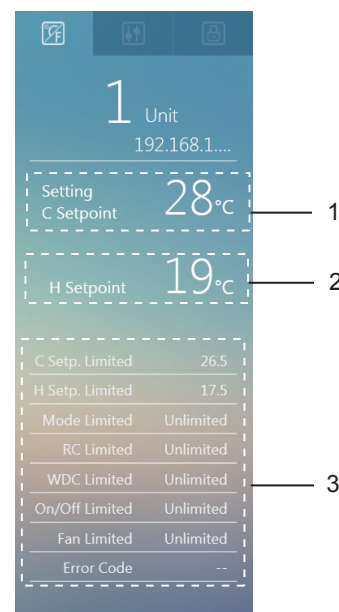 °C/°F
1 Unit
192.168.1....
Setting
C Setpoint 28°C
1
H Setpoint 19°C
2
C Setp. Limited 26.5
H Setp. Limited 17.5
Mode Limited Unlimited
RC Limited Unlimited
WDC Limited Unlimited
3
On/Off Limited Unlimited
Fan Limited Unlimited
Error Code --